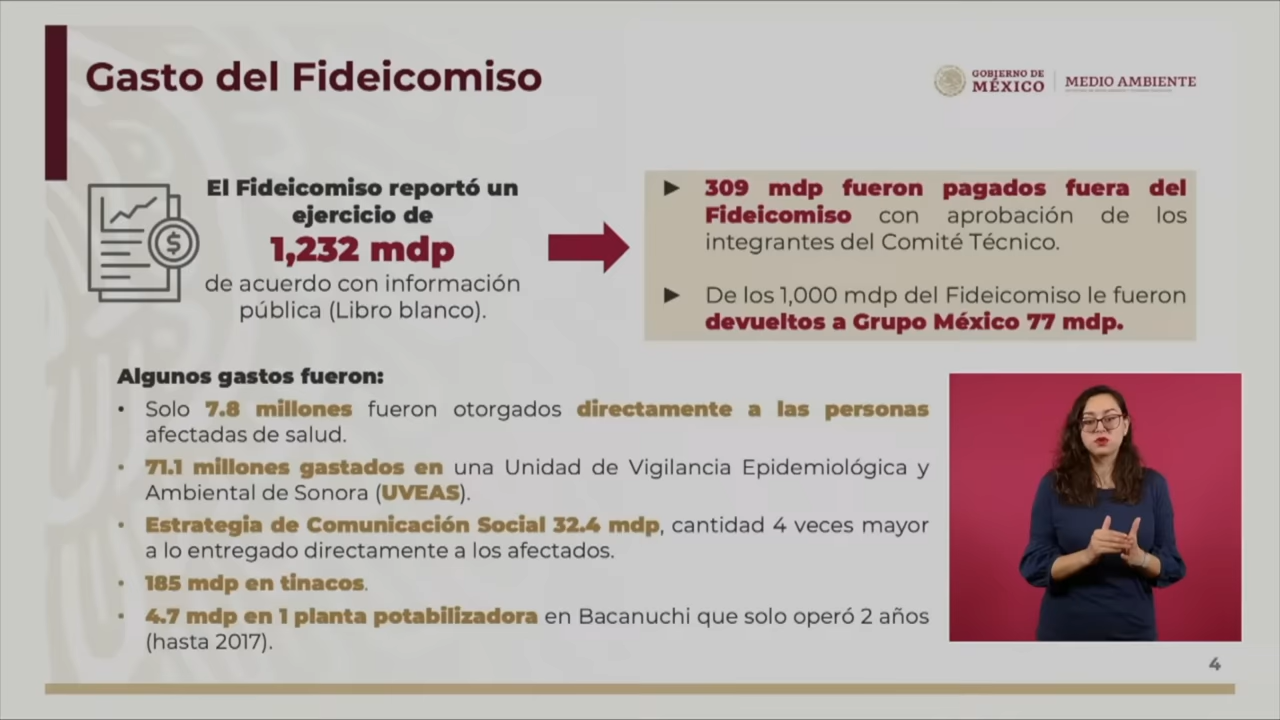 Gasto del Fideicomiso
GOBIERNO DE
MÉXICO
MEDIO AMBIENTE
El Fideicomiso reportó un
ejercicio de
1,232 mdp
de acuerdo con información
pública (Libro blanco).
► 309 mdp fueron pagados fuera del
Fideicomiso con aprobación de los
integrantes del Comité Técnico.
► De los 1,000 mdp del Fideicomiso le fueron
devueltos a Grupo México 77 mdp.
Algunos gastos fueron:
• Solo 7.8 millones fueron otorgados directamente a las personas
afectadas de salud.
• 71.1 millones gastados en una Unidad de Vigilancia Epidemiológica y
Ambiental de Sonora (UVEAS).
• Estrategia de Comunicación Social 32.4 mdp, cantidad 4 veces mayor
a lo entregado directamente a los afectados.
• 185 mdp en tinacos.
• 4.7 mdp en 1 planta potabilizadora en Bacanuchi que solo operó 2 años
(hasta 2017).
4